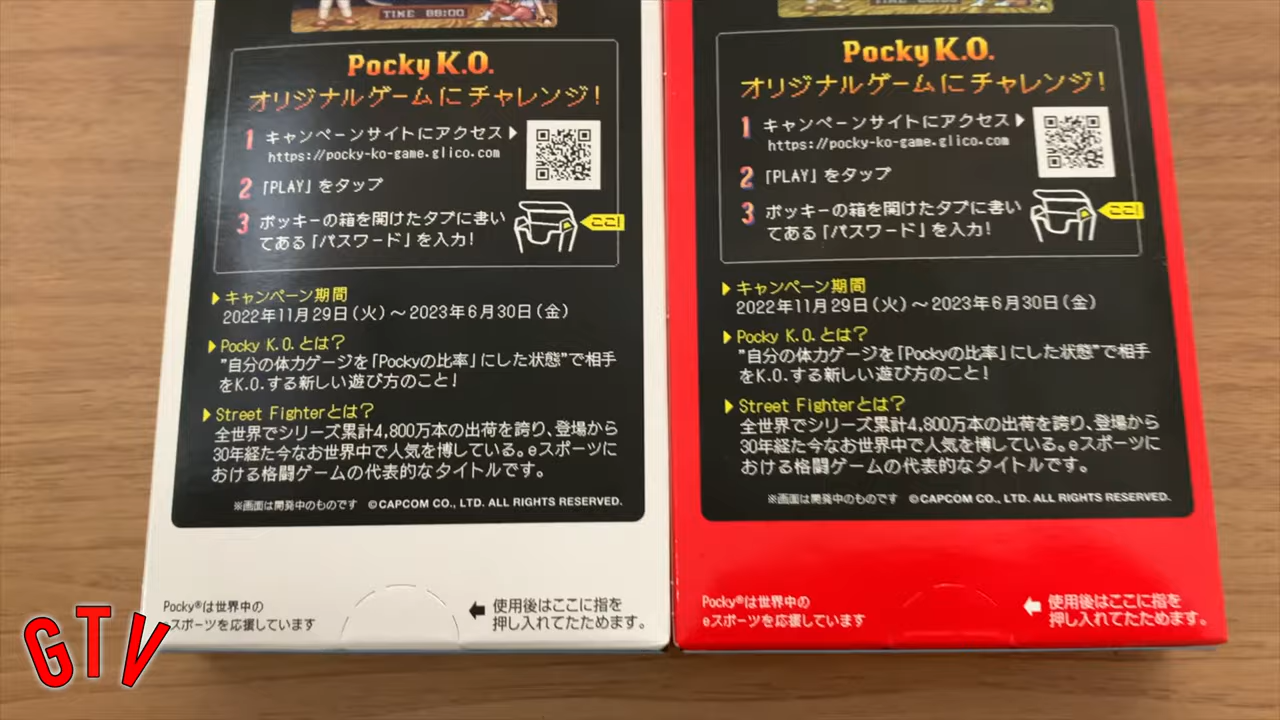 TIME 88:00
Pocky K.O.
オリジナルゲームにチャレンジ!
1 キャンペーンサイトにアクセス▶
https://pocky-ko-game.glico.com
2 「PLAY」をタップ
3 ポッキーの箱を開けたタブに書い
てある「パスワード」を入力!
ここ!
▶キャンペーン期間
2022年11月29日(火)~2023年6月30日(金)
▶Pocky K.O.とは?
"自分の体力ゲージを「Pockyの比率」にした状態"で相手
をK.O.する新しい遊び方のこと!
▶Street Fighterとは?
全世界でシリーズ累計4,800万本の出荷を誇り、登場から
30年経た今なお世界中で人気を博している。eスポーツに
おける格闘ゲームの代表的なタイトルです。
※画面は開発中のものです ©CAPCOM CO., LTD. ALL RIGHTS RESERVED.
Pocky®は世界中の
eスポーツを応援しています
← 使用後はここに指を
押し入れてたためます。
Pocky K.O.
オリジナルゲームにチャレンジ!
1 キャンペーンサイトにアクセス▶
https://pocky-ko-game.glico.com
2 「PLAY」をタップ
3 ポッキーの箱を開けたタブに書い
てある「パスワード」を入力!
ここ!
▶キャンペーン期間
2022年11月29日(火)~2023年6月30日(金)
▶Pocky K.O.とは?
"自分の体力ゲージを「Pockyの比率」にした状態"で相手
をK.O.する新しい遊び方のこと!
▶Street Fighterとは?
全世界でシリーズ累計4,800万本の出荷を誇り、登場から
30年経た今なお世界中で人気を博している。eスポーツに
おける格闘ゲームの代表的なタイトルです。
※画面は開発中のものです ©CAPCOM CO., LTD. ALL RIGHTS RESERVED.
Pocky®は世界中の
eスポーツを応援しています
← 使用後はここに指を
押し入れてたためます。
GTV